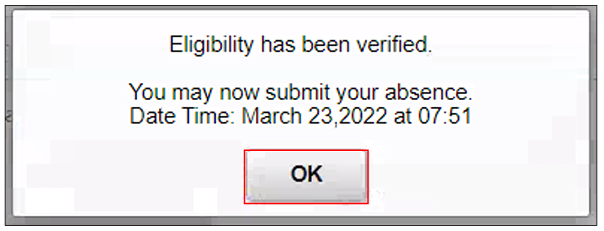 Eligibility has been verified.
You may now submit your absence.
Date Time: March 23,2022 at 07:51
OK